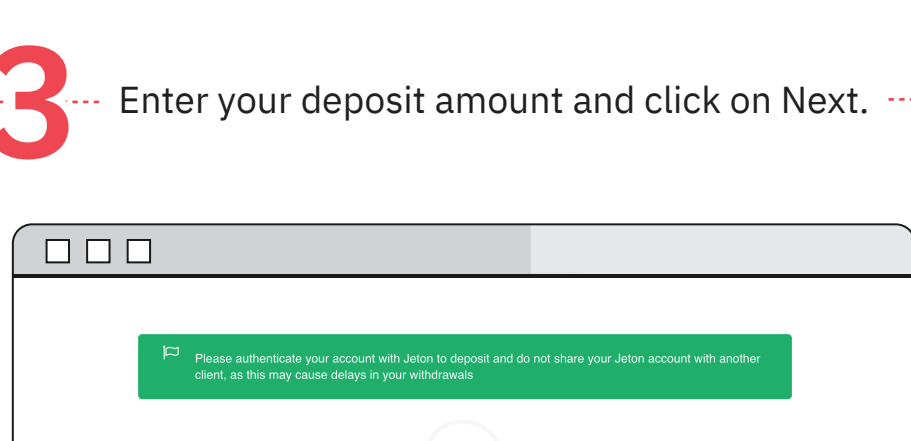 3
Enter your deposit amount and click on Next.
Please authenticate your account with Jeton to deposit and do not share your Jeton account with another
client, as this may cause delays in your withdrawals